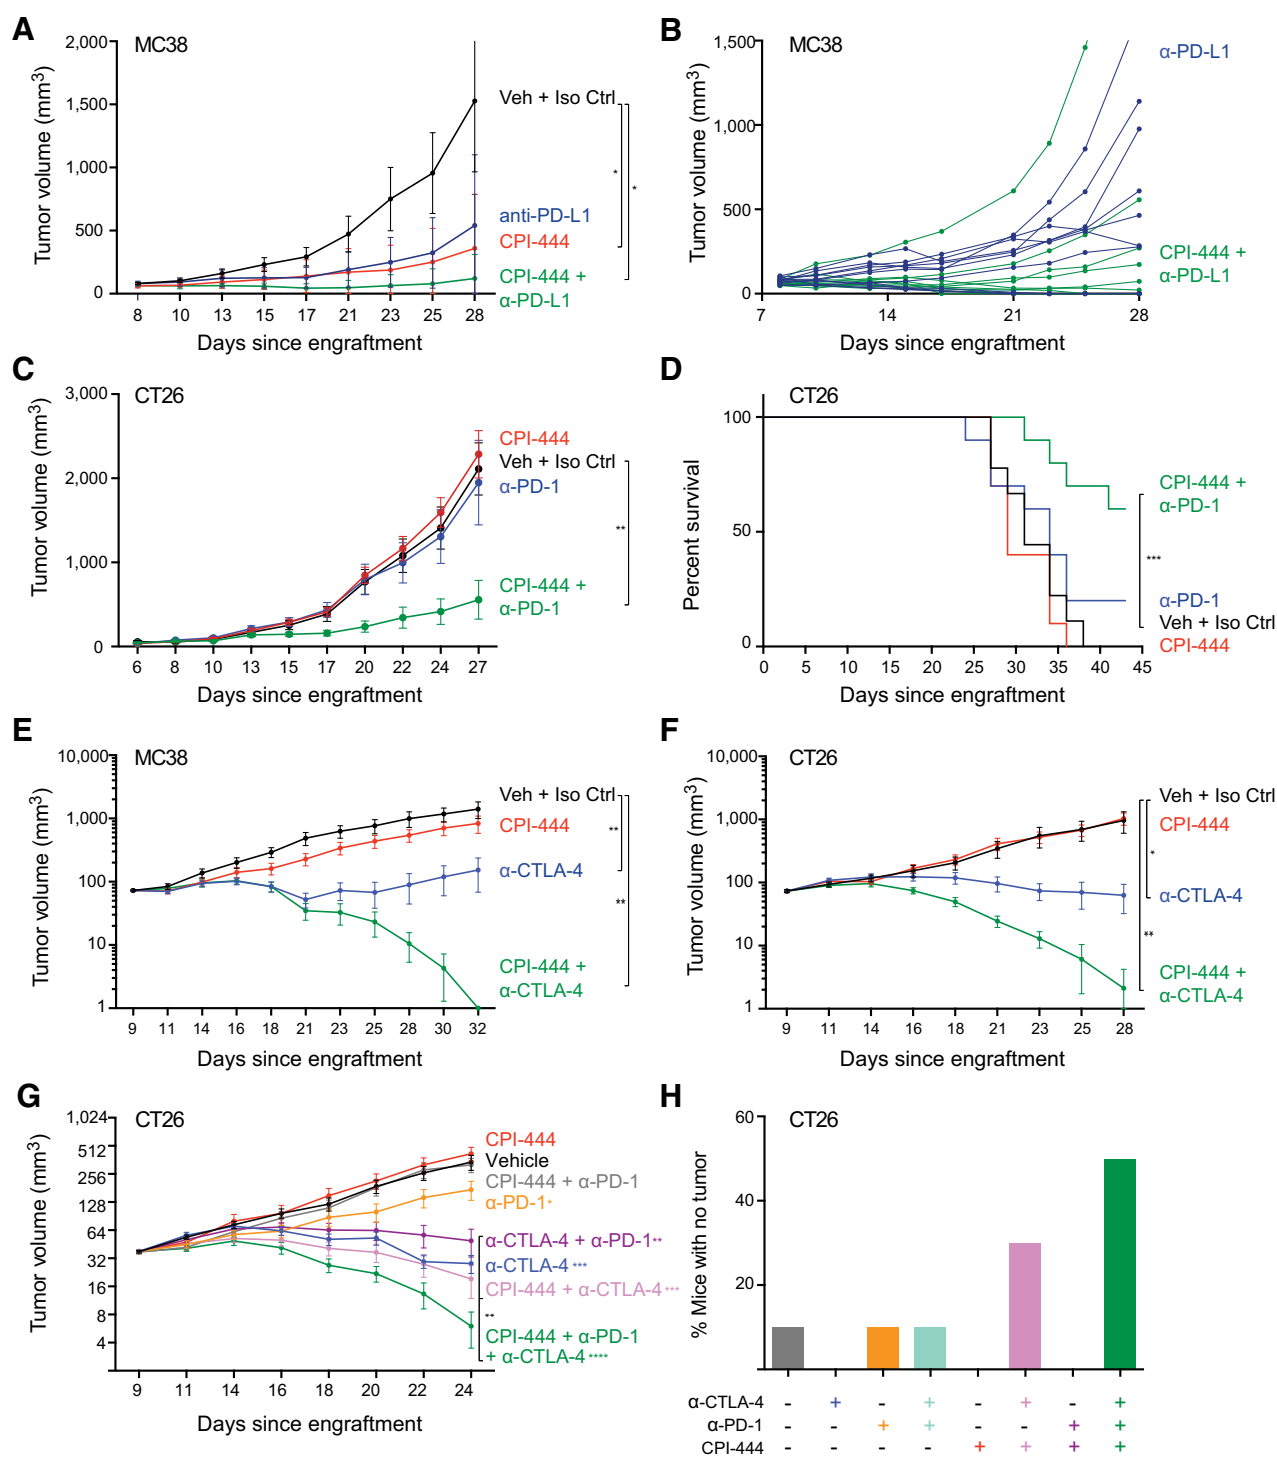 A
MC38
Tumor volume (mm3)
2,000
1,500
1,000
500
0
8 10 13 15 17 21 23 25 28
Days since engraftment
Veh + Iso Ctrl
anti-PD-L1
CPI-444
CPI-444 +
α-PD-L1
*
*
B
MC38
Tumor volume (mm3)
1,500
1,000
500
0
7 14 21 28
Days since engraftment
α-PD-L1
CPI-444 +
α-PD-L1
C
CT26
Tumor volume (mm3)
3,000
2,000
1,000
0
6 8 10 13 15 17 20 22 24 27
Days since engraftment
CPI-444
Veh + Iso Ctrl
α-PD-1
CPI-444 +
α-PD-1
**
D
CT26
Percent survival
100
50
0
0 5 10 15 20 25 30 35 40 45
Days since engraftment
CPI-444 +
α-PD-1
***
α-PD-1
Veh + Iso Ctrl
CPI-444
E
MC38
Tumor volume (mm3)
10,000
1,000
100
10
1
9 11 14 16 18 21 23 25 28 30 32
Days since engraftment
Veh + Iso Ctrl
CPI-444
α-CTLA-4
CPI-444 +
α-CTLA-4
**
**
F
CT26
Tumor volume (mm3)
10,000
1,000
100
10
1
9 11 14 16 18 21 23 25 28
Days since engraftment
Veh + Iso Ctrl
CPI-444
α-CTLA-4
CPI-444 +
α-CTLA-4
*
**
G
CT26
Tumor volume (mm3)
1,024
512
256
128
64
32
16
8
4
9 11 14 16 18 20 22 24
Days since engraftment
CPI-444
Vehicle
CPI-444 + α-PD-1
α-PD-1*
α-CTLA-4 + α-PD-1**
α-CTLA-4***
CPI-444 + α-CTLA-4***
**
CPI-444 + α-PD-1
+ α-CTLA-4****
H
CT26
% Mice with no tumor
60
40
20
α-CTLA-4 - + - + - + - +
α-PD-1 - - + + - - + +
CPI-444 - - - - + + + +